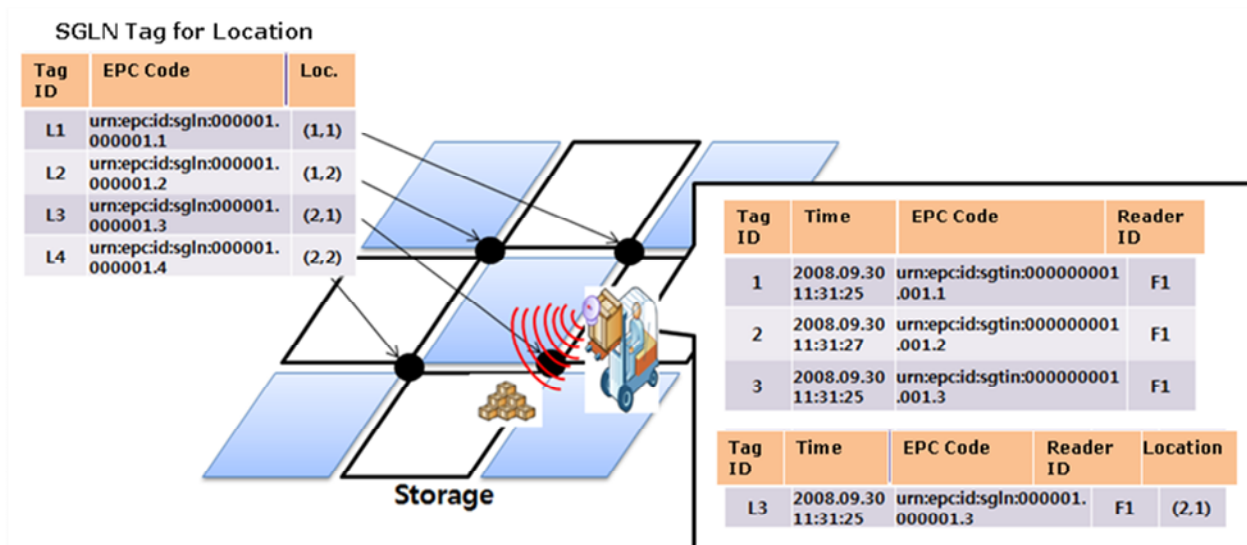 SGLN Tag for Location
Tag ID EPC Code Loc.
L1 urn:epc:id:sgln:000001.000001.1 (1,1)
L2 urn:epc:id:sgln:000001.000001.2 (1,2)
L3 urn:epc:id:sgln:000001.000001.3 (2,1)
L4 urn:epc:id:sgln:000001.000001.4 (2,2)
Storage
Tag ID Time EPC Code Reader ID
1 2008.09.30 11:31:25 urn:epc:id:sgtin:000000001.001.1 F1
2 2008.09.30 11:31:27 urn:epc:id:sgtin:000000001.001.2 F1
3 2008.09.30 11:31:25 urn:epc:id:sgtin:000000001.001.3 F1
Tag ID Time EPC Code Reader ID Location
L3 2008.09.30 11:31:25 urn:epc:id:sgln:000001.000001.3 F1 (2,1)